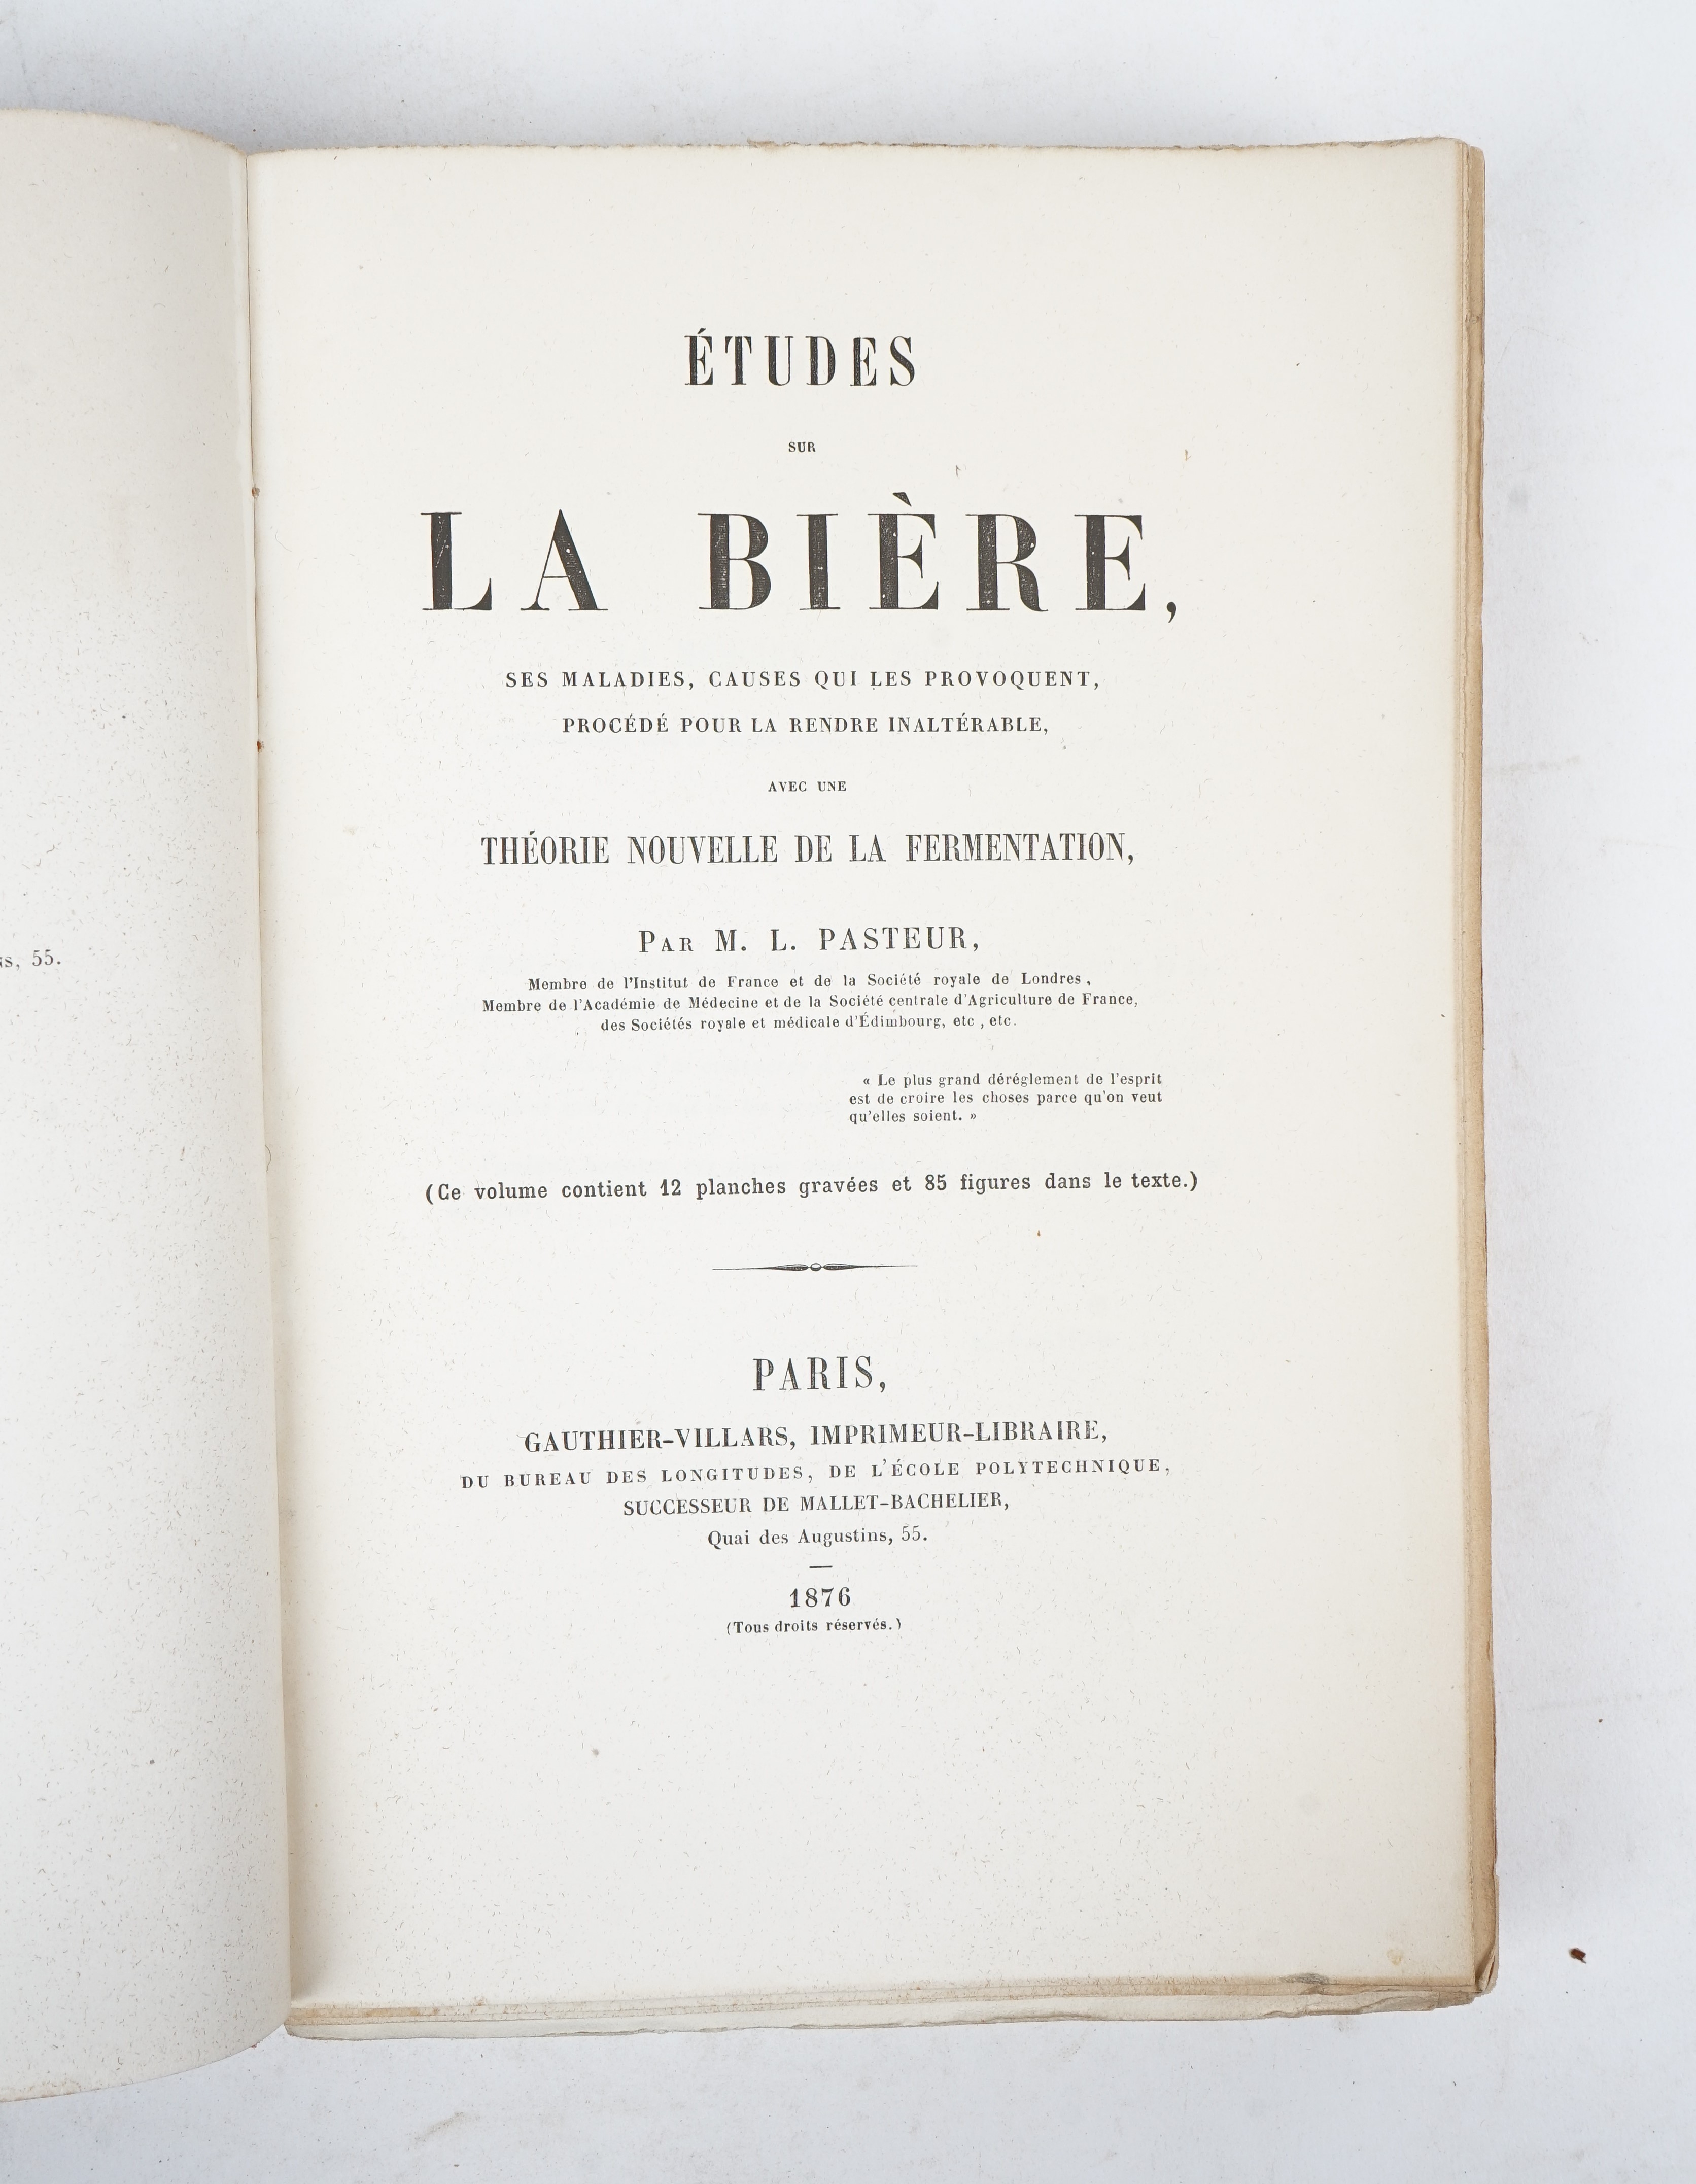 55.
ÉTUDES
SUR
LA BIÈRE,
SES MALADIES, CAUSES QUI LES PROVOQUENT,
PROCÉDÉ POUR LA RENDRE INALTÉRABLE,
AVEC UNE
THÉORIE NOUVELLE DE LA FERMENTATION,
PAR M. L. PASTEUR,
Membre de l'Institut de France et de la Société royale de Londres,
Membre de l'Académie de Médecine et de la Société centrale d'Agriculture de France,
des Sociétés royale et médicale d'Édimbourg, etc , etc.
« Le plus grand déréglement de l'esprit
est de croire les choses parce qu'on veut
qu'elles soient. »
(Ce volume contient 12 planches gravées et 85 figures dans le texte.)
PARIS,
GAUTHIER-VILLARS, IMPRIMEUR-LIBRAIRE,
DU BUREAU DES LONGITUDES, DE L'ÉCOLE POLYTECHNIQUE,
SUCCESSEUR DE MALLET-BACHELIER,
Quai des Augustins, 55.
1876
(Tous droits réservés.)